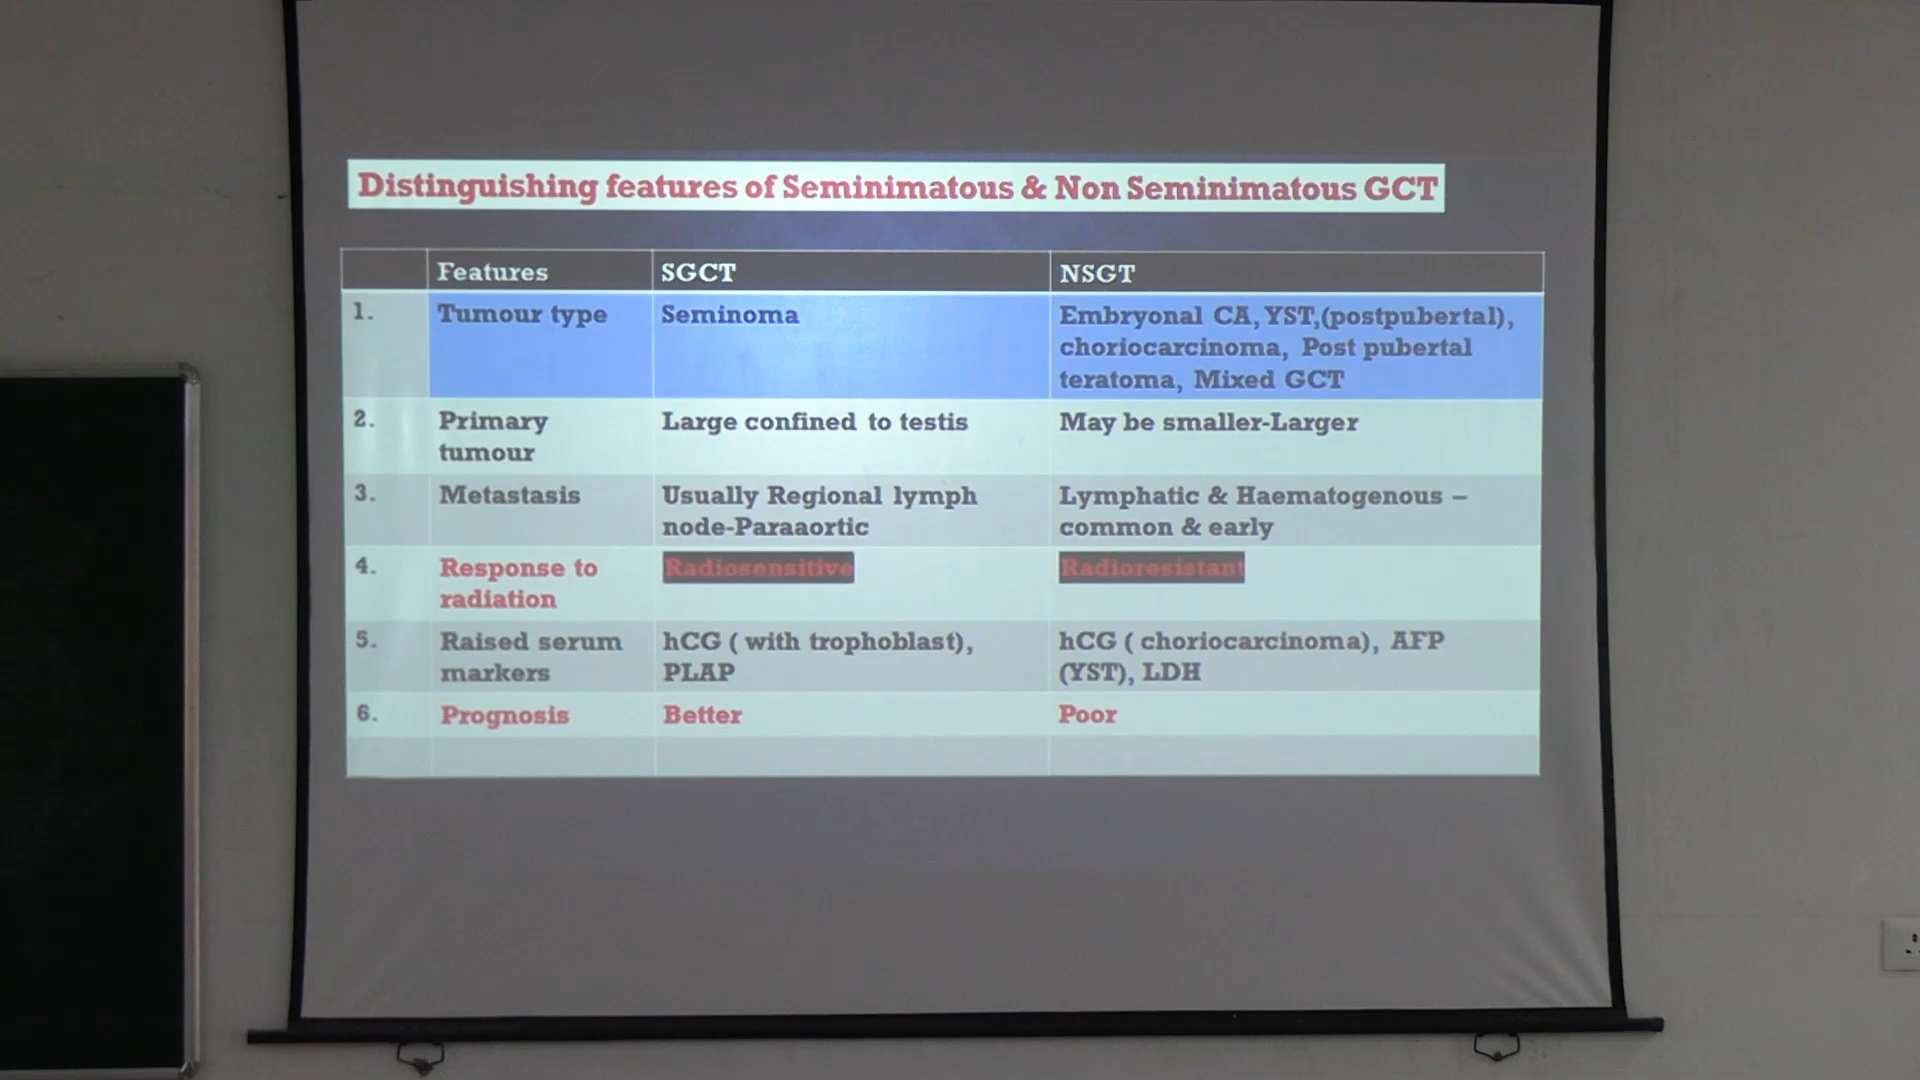 Distinguishing features of Seminimatous & Non Seminimatous GCT
Features SGCT NSGT
1. Tumour type Seminoma Embryonal CA, YST,(postpubertal),
choriocarcinoma, Post pubertal
teratoma, Mixed GCT
2. Primary Large confined to testis May be smaller-Larger
tumour
3. Metastasis Usually Regional lymph Lymphatic & Haematogenous –
node-Paraaortic common & early
4. Response to Radiosensitive Radioresistant
radiation
5. Raised serum hCG ( with trophoblast), hCG ( choriocarcinoma), AFP
markers PLAP (YST), LDH
6. Prognosis Better Poor